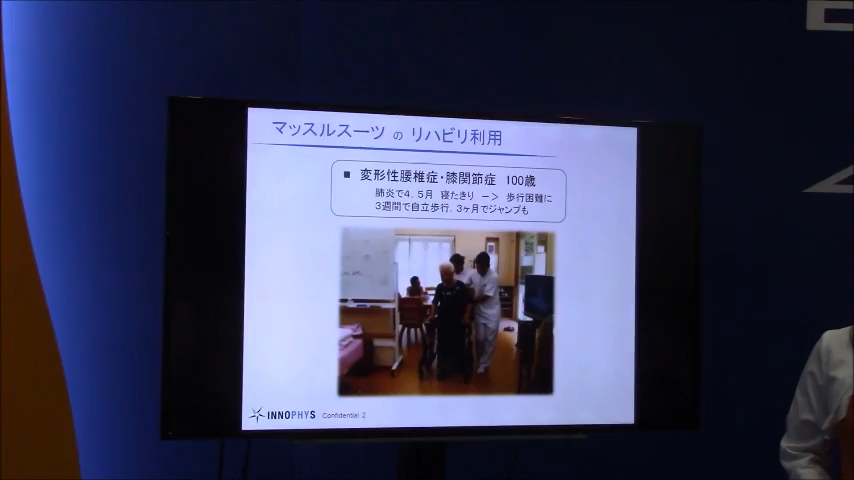 マッスルスーツ の リハビリ利用
■ 変形性腰椎症・膝関節症 100歳
肺炎で4.5月 寝たきり －＞ 歩行困難に
3週間で自立歩行．3ヶ月でジャンプも
INNOPHYS Confidential 2